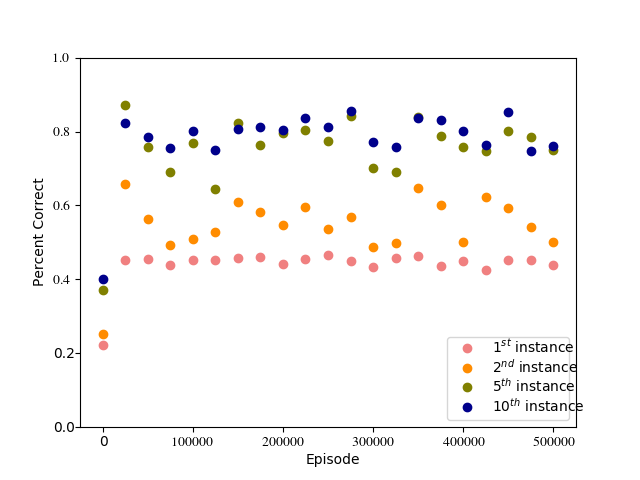 1.0
0.8
0.6
0.4
0.2
0.0
Percent Correct
0 100000 200000 300000 400000 500000
Episode
1st instance
2nd instance
5th instance
10th instance